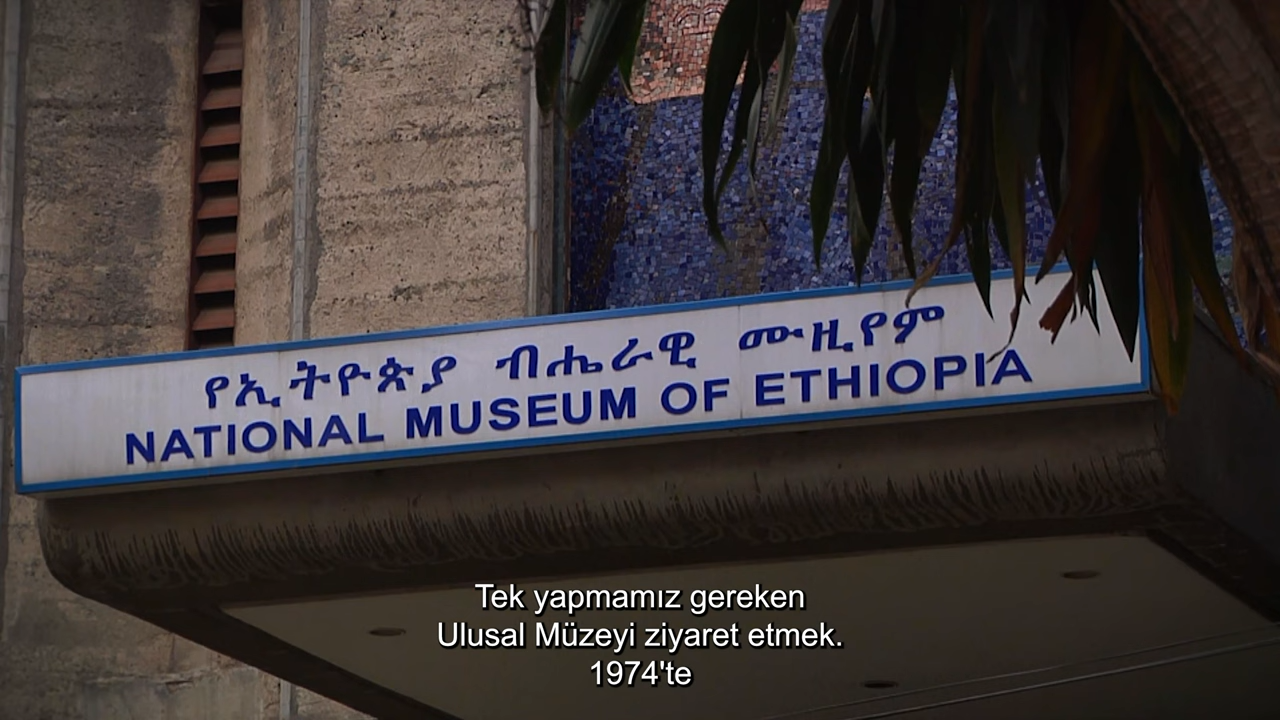 የኢትዮጵያ ብሔራዊ ሙዚየም
NATIONAL MUSEUM OF ETHIOPIA
Tek yapmamız gereken
Ulusal Müzeyi ziyaret etmek.
1974'te